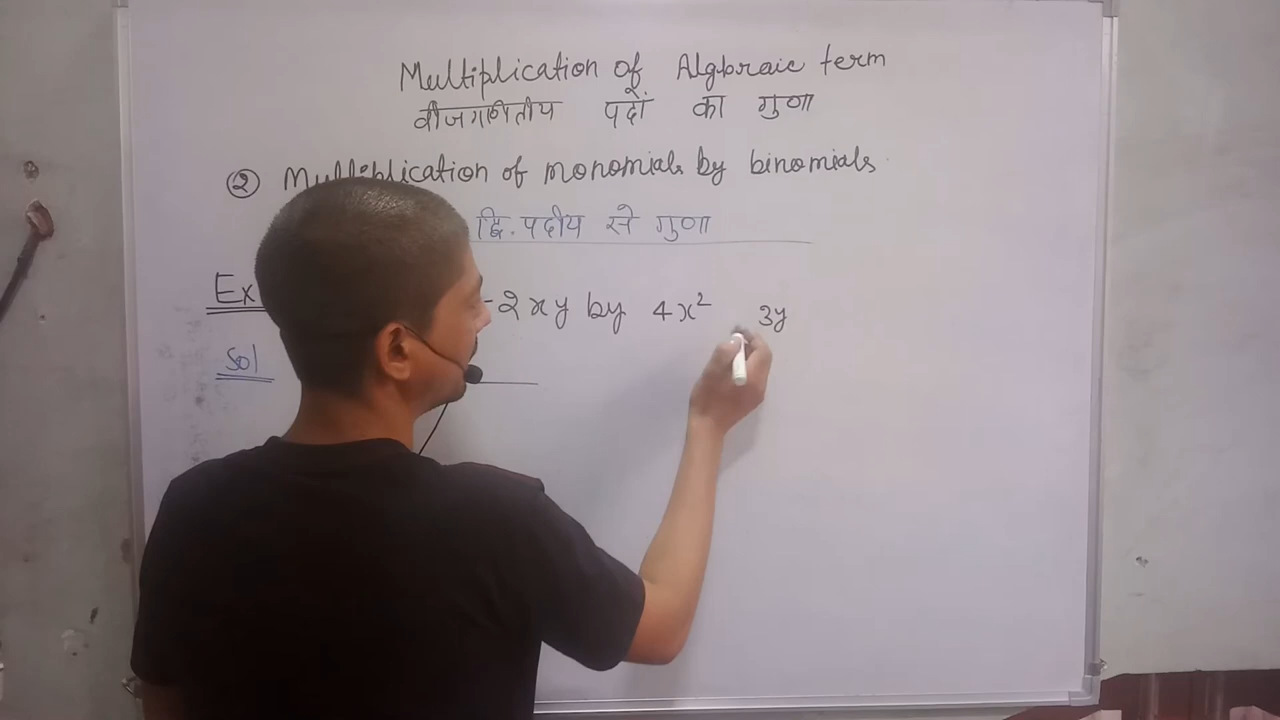 Multiplication of Algbraic term
वीजगणितीय पदों का गुणा
② Multiplication of monomials by binomials.
द्वि.पदीय से गुणा
Ex -2xy by 4x² 3y
Sol